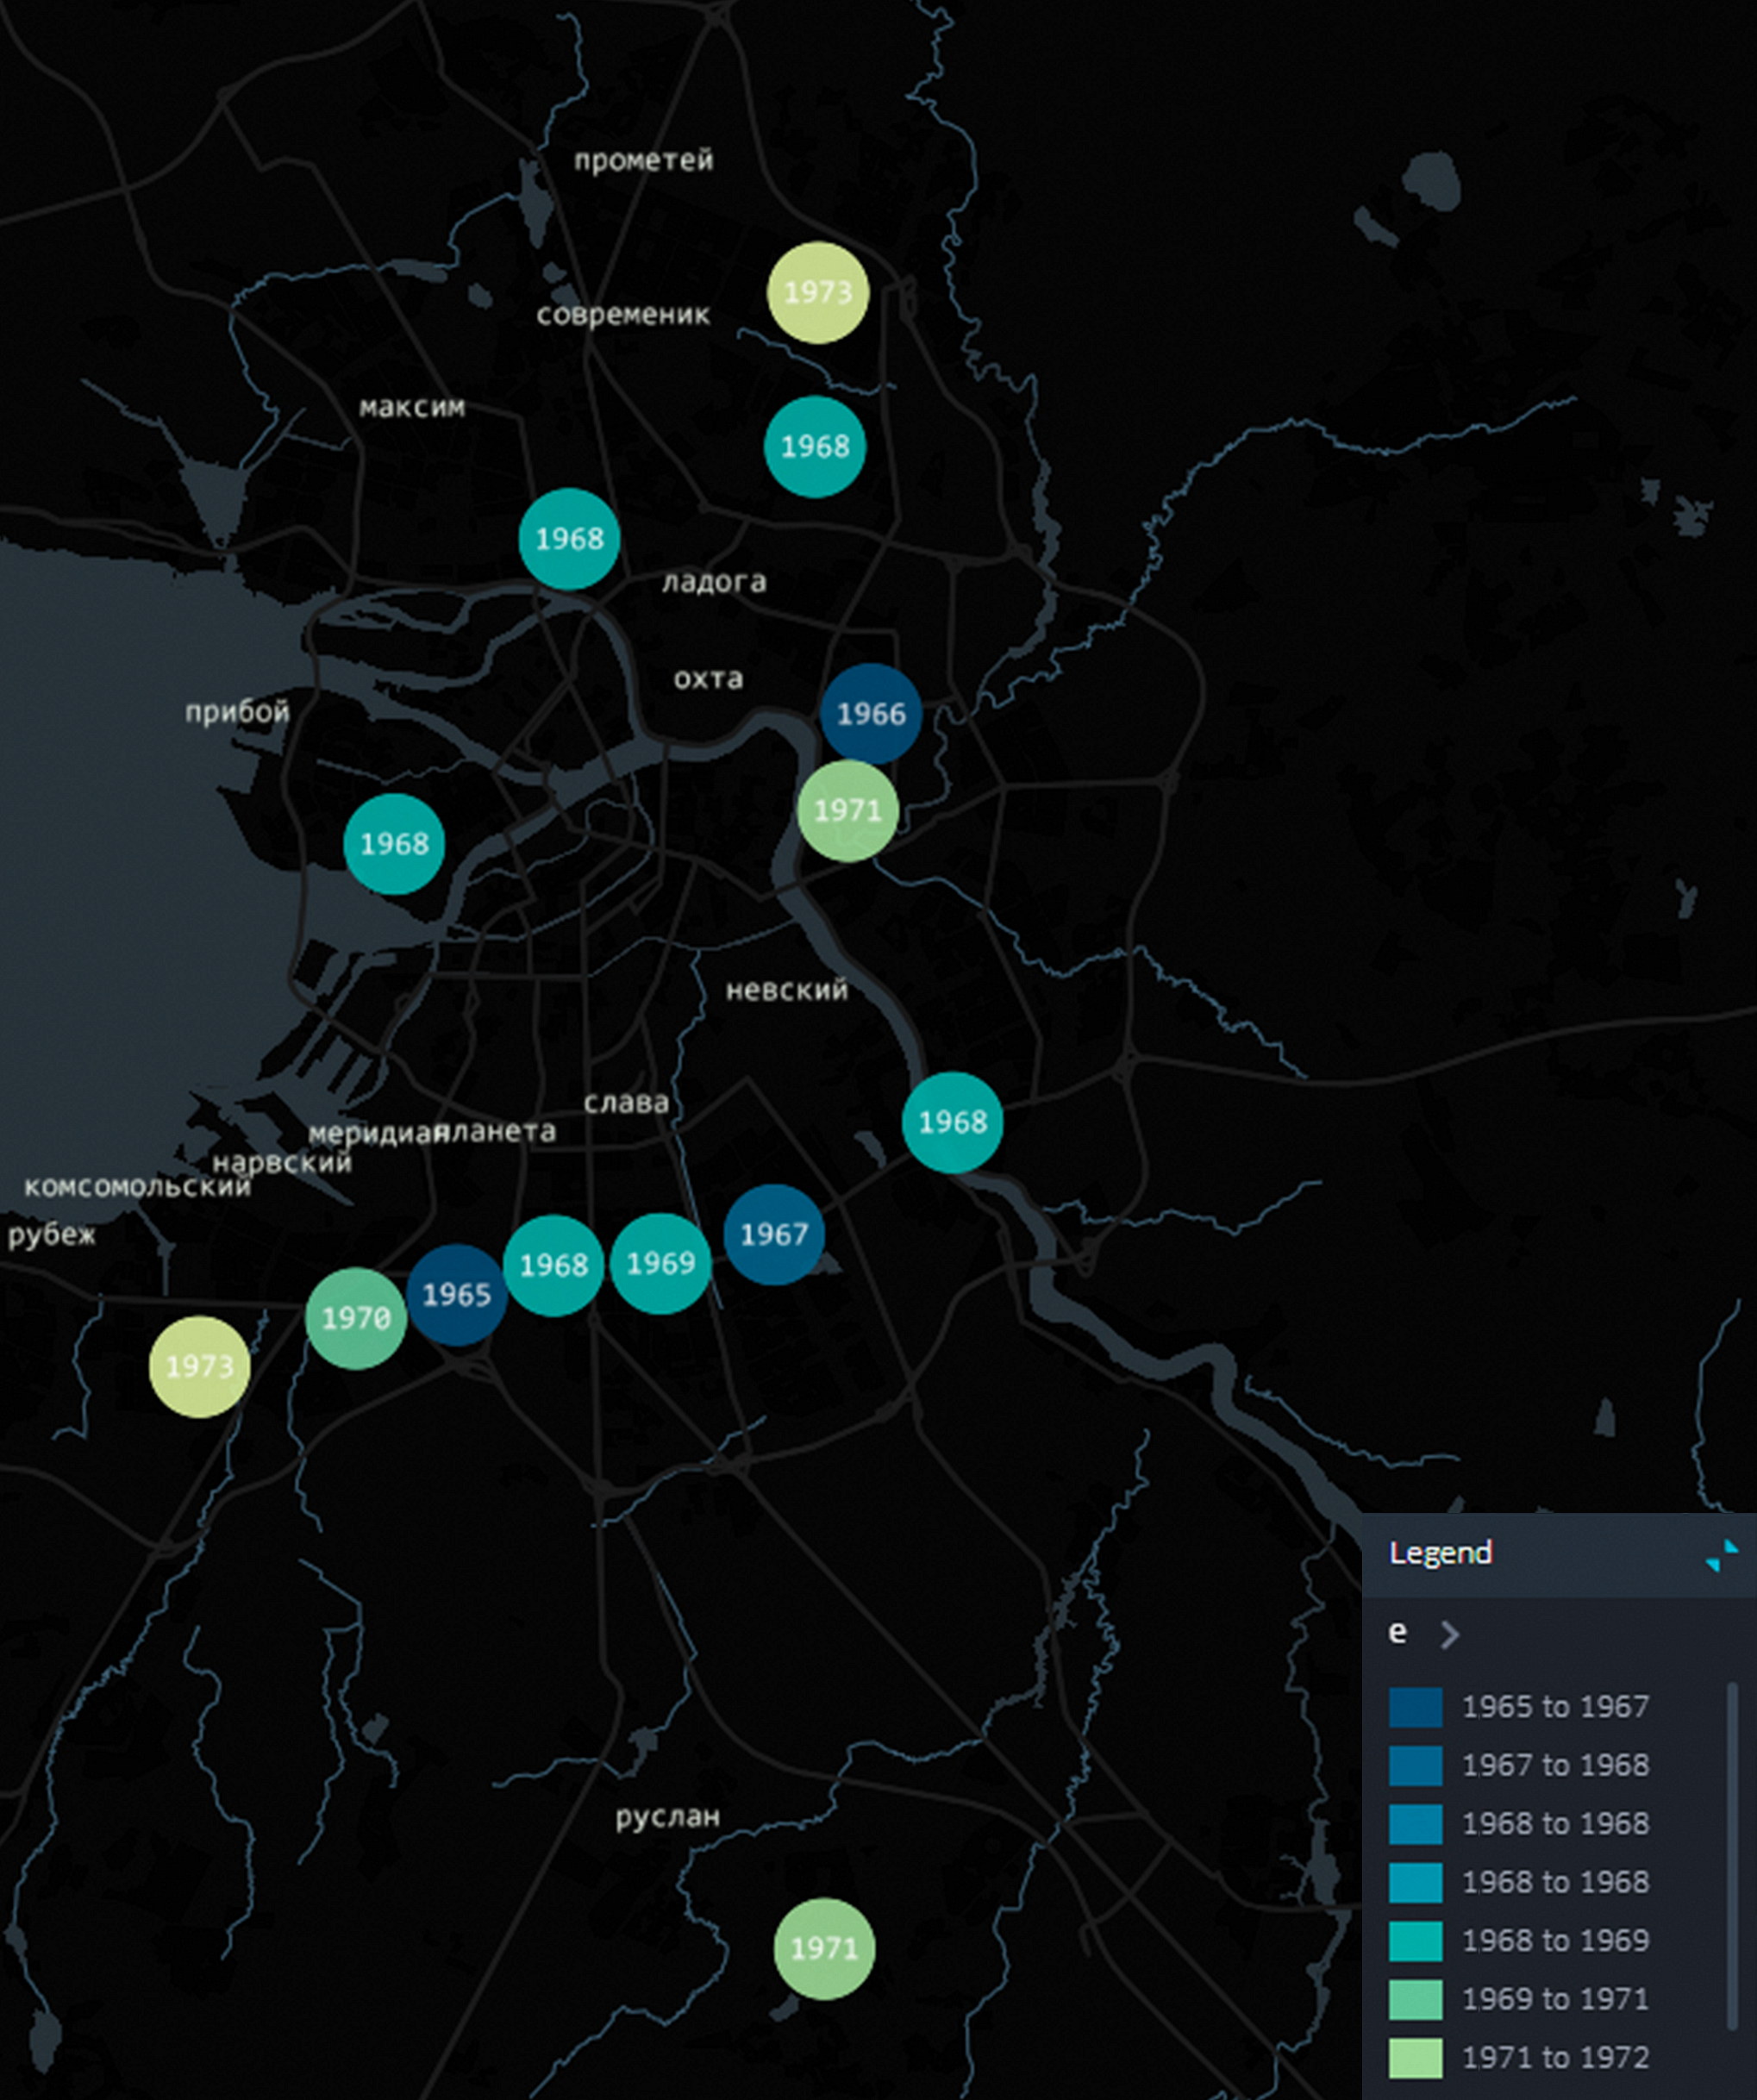 прометей
1973
современик
максим
1968
1968
ладога
охта
1966
прибой
1971
1968
невский
слава
1968
меридиан
планета
нарвский
комсомольский
рубеж
1967
1969
1968
1965
1970
1973
руслан
1971
Legend
e
1965 to 1967
1967 to 1968
1968 to 1968
1968 to 1968
1968 to 1969
1969 to 1971
1971 to 1972